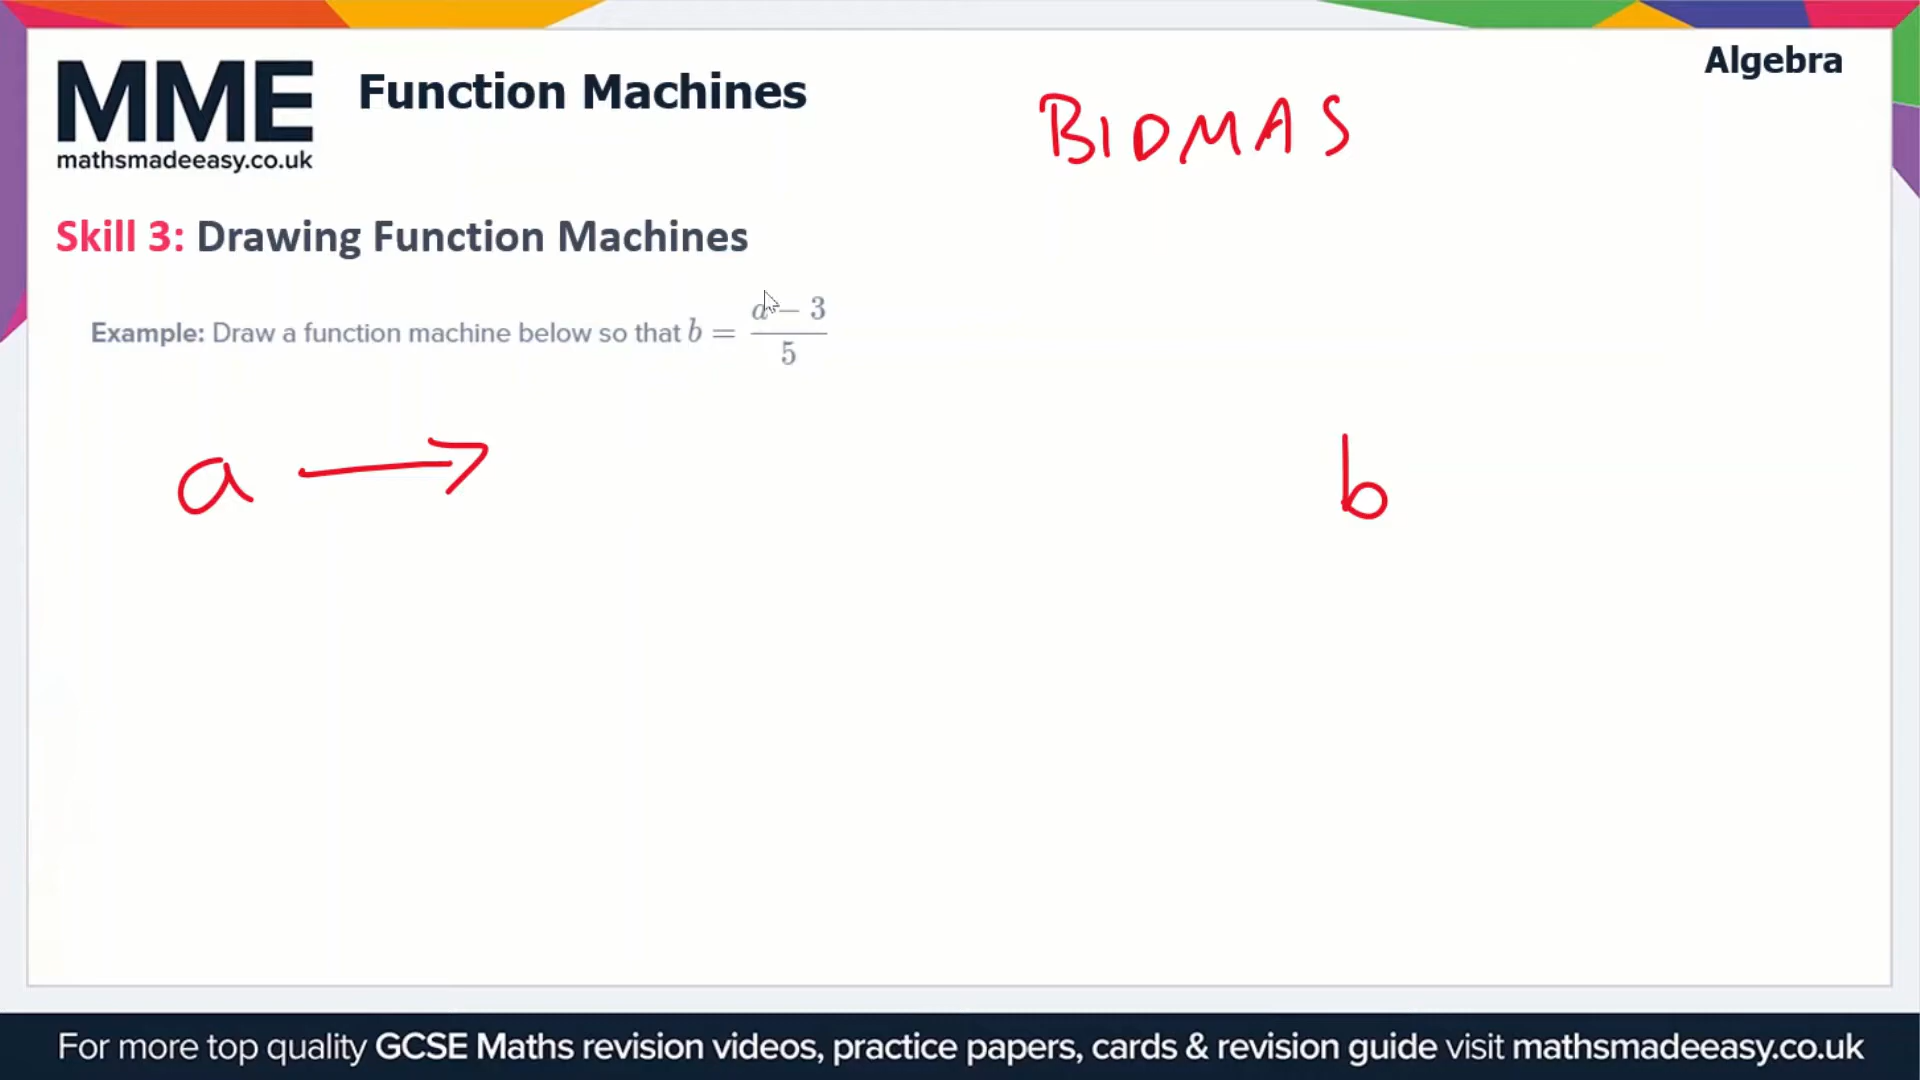 MME
mathsmadeeasy.co.uk
Function Machines
Algebra
BIDMAS
Skill 3: Drawing Function Machines
Example: Draw a function machine below so that b = (a − 3)/5
a → b
For more top quality GCSE Maths revision videos, practice papers, cards & revision guide visit mathsmadeeasy.co.uk